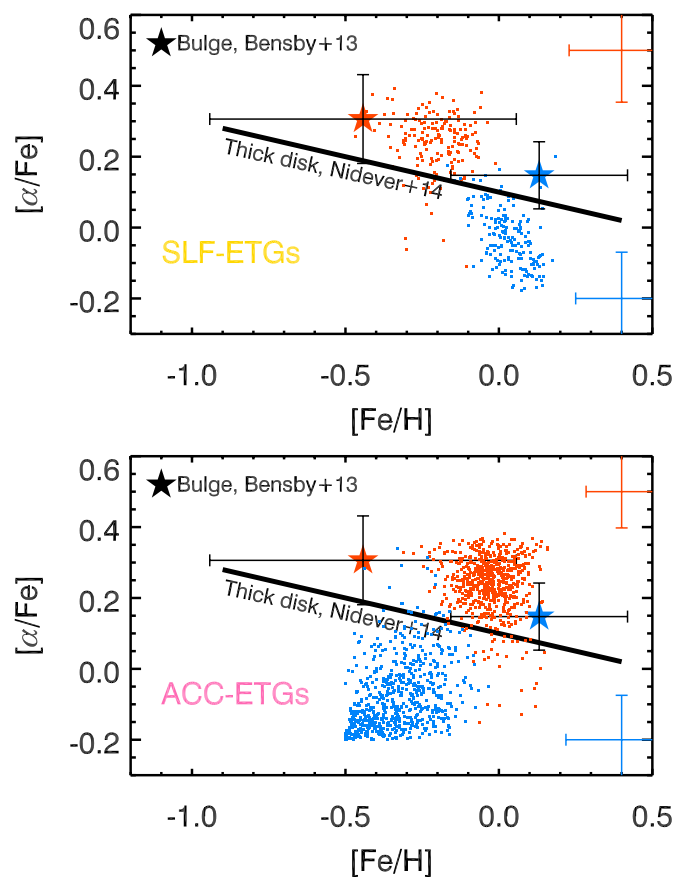 0.6
Bulge, Bensby+13
0.4
0.2
Thick disk, Nidever+14
[α/Fe]
0.0
SLF-ETGs
-0.2
-1.0 -0.5 0.0 0.5
[Fe/H]
0.6
Bulge, Bensby+13
0.4
0.2
Thick disk, Nidever+14
[α/Fe]
0.0
ACC-ETGs
-0.2
-1.0 -0.5 0.0 0.5
[Fe/H]